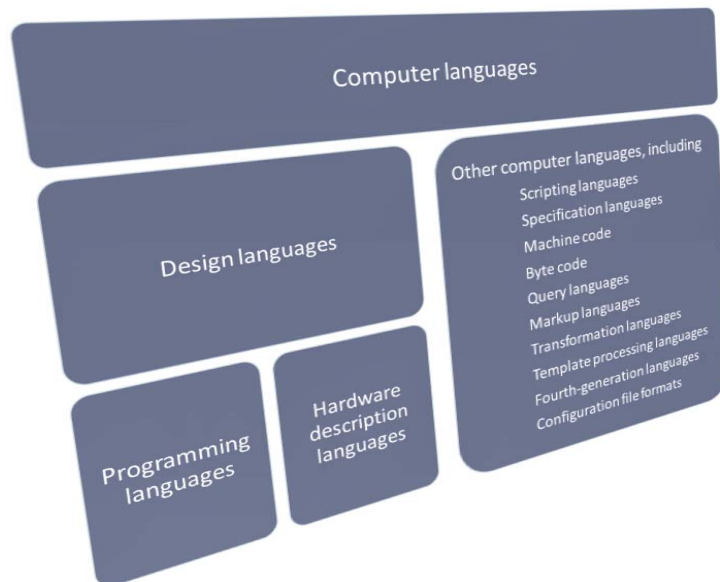 Computer languages
Design languages
Programming
languages
Hardware
description
languages
Other computer languages, including
Scripting languages
Specification languages
Machine code
Byte code
Query languages
Markup languages
Transformation languages
Template processing languages
Fourth-generation languages
Configuration file formats